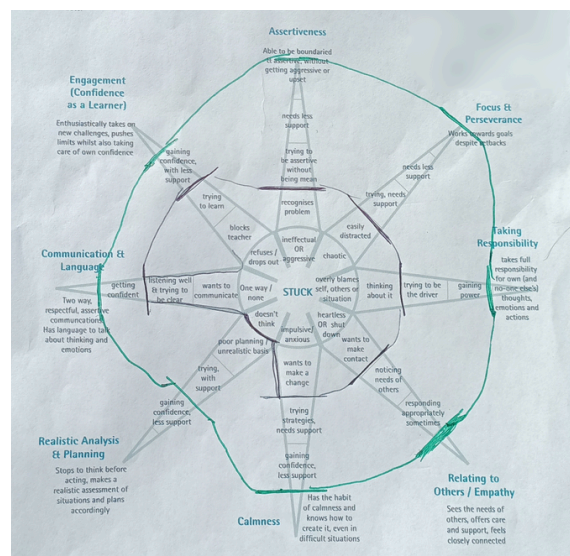 Assertiveness
Able to be boundaried
& assertive, without
getting aggressive or
upset
needs less
support
trying to
be assertive
without
being mean
recognises
problem
ineffectual
OR
aggressive
Focus &
Perseverance
Works towards goals
despite setbacks
needs less
support
trying, needs
support
easily
distracted
chaotic
Taking
Responsibility
takes full
responsibility
for own (and
no-one else's)
thoughts,
emotions and
actions
gaining
power
trying to be
the driver
thinking
about it
overly blames
self, others or
situation
Relating to
Others / Empathy
Sees the needs of
others, offers care
and support, feels
closely connected
responding
appropriately
sometimes
noticing
needs of
others
wants to
make
contact
heartless
OR shut
down
Calmness
Has the habit
of calmness and
knows how to
create it, even in
difficult situations
gaining
confidence,
less support
trying
strategies,
needs support
wants to
make a
change
impulsive/
anxious
Realistic Analysis
& Planning
Stops to think before
acting, makes a
realistic assessment of
situations and plans
accordingly
gaining
confidence,
less support
trying,
with
support
poor planning /
unrealistic basis
doesn't
think
Communication &
Language
Two way,
respectful, assertive
communcations.
Has language to talk
about thinking and
emotions
getting
confident
listening well
& trying to
be clear
wants to
communicate
One way /
none
Engagement
(Confidence
as a Learner)
Enthusiastically takes on
new challenges, pushes
limits whilst also taking
care of own confidence
gaining
confidence,
with less
support
trying
to learn
blocks
teacher
refuses /
drops out
STUCK